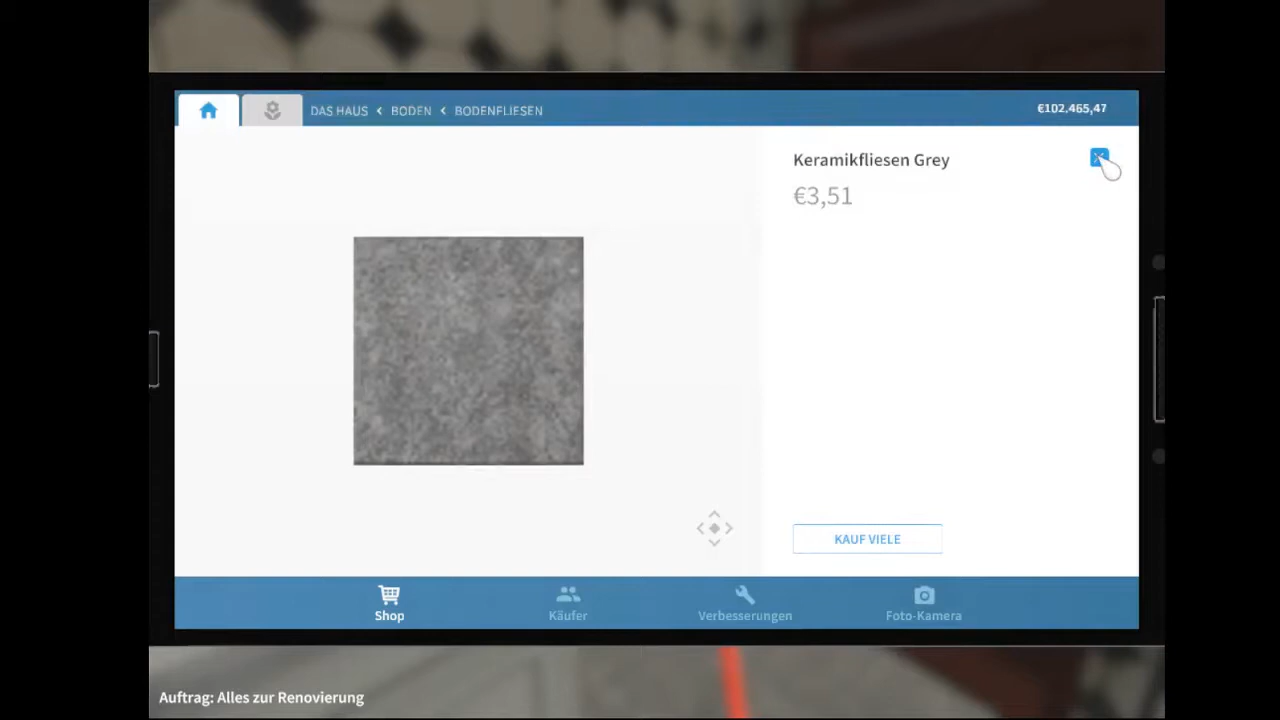 DAS HAUS < BODEN < BODENFLIESEN
€102.465,47
Keramikfliesen Grey
€3,51
KAUF VIELE
Shop
Käufer
Verbesserungen
Foto-Kamera
Auftrag: Alles zur Renovierung